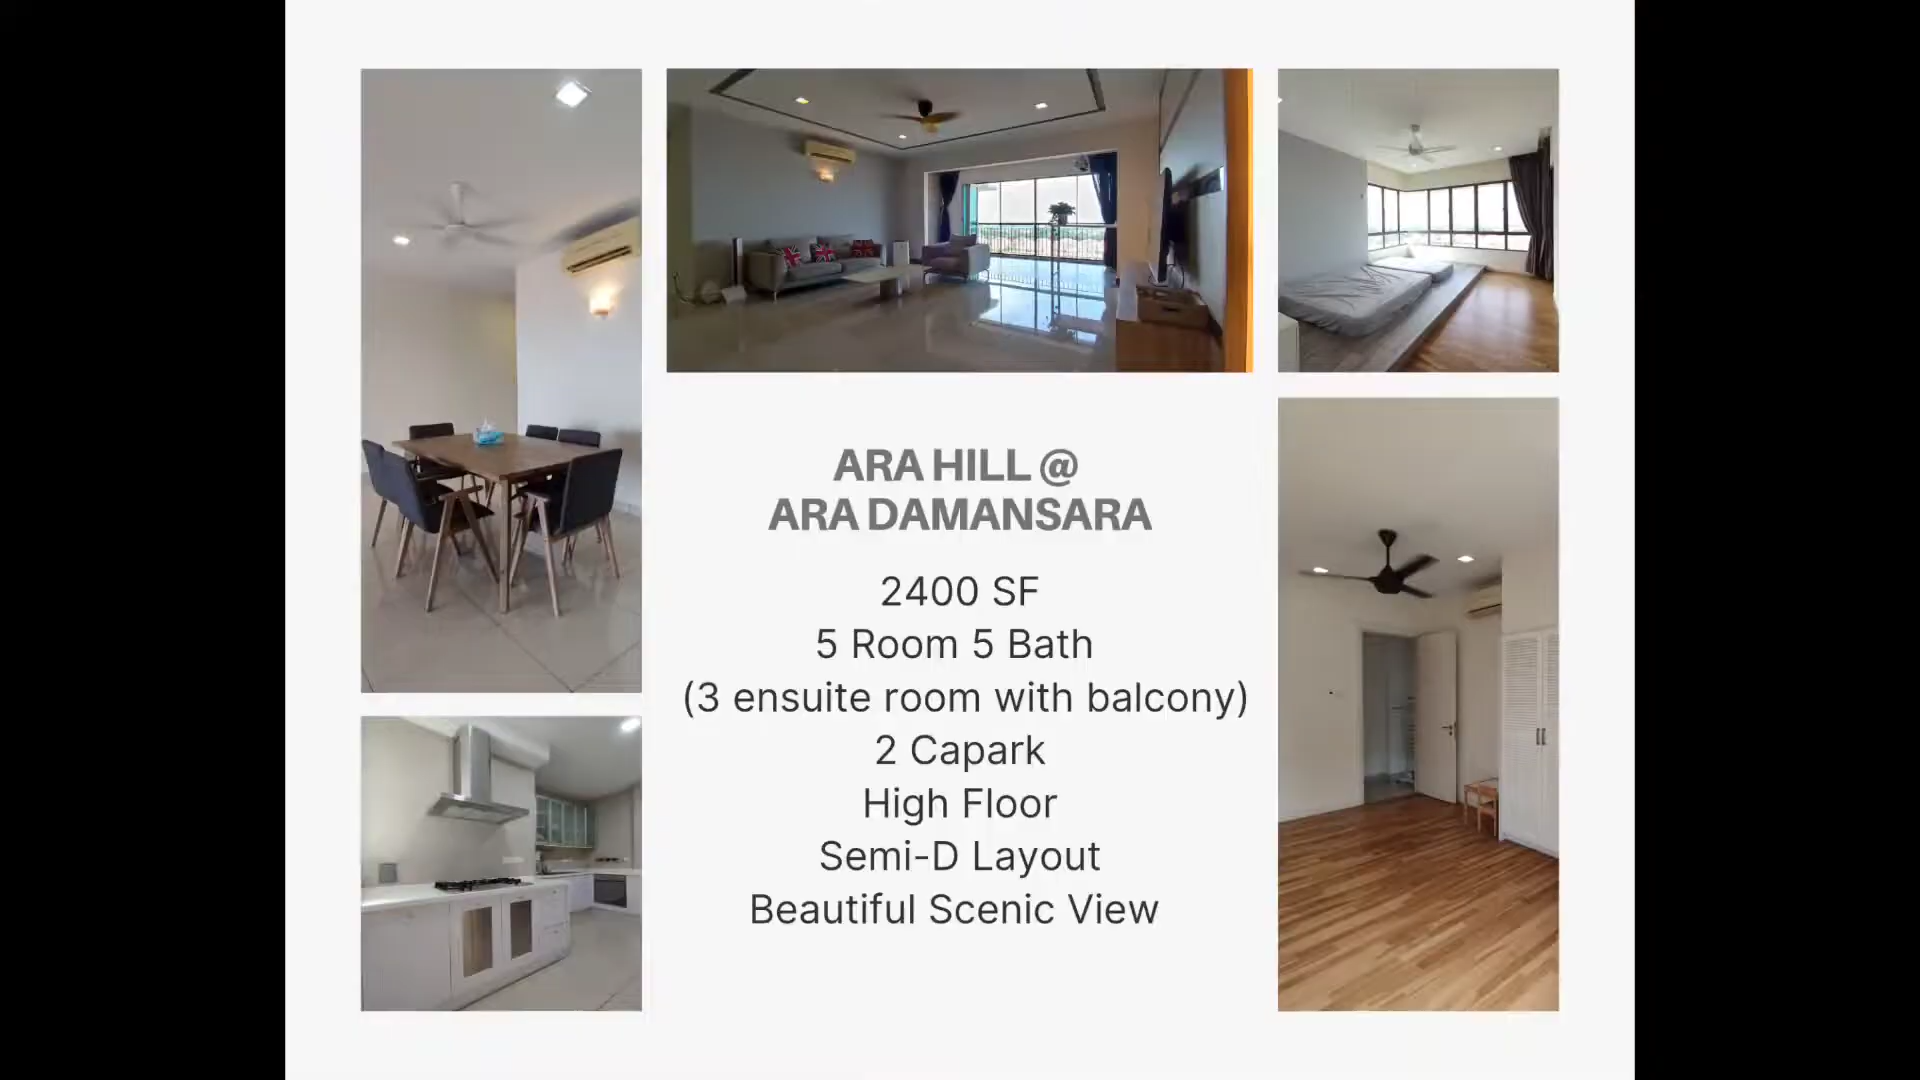 ARA HILL @
ARA DAMANSARA
2400 SF
5 Room 5 Bath
(3 ensuite room with balcony)
2 Capark
High Floor
Semi-D Layout
Beautiful Scenic View